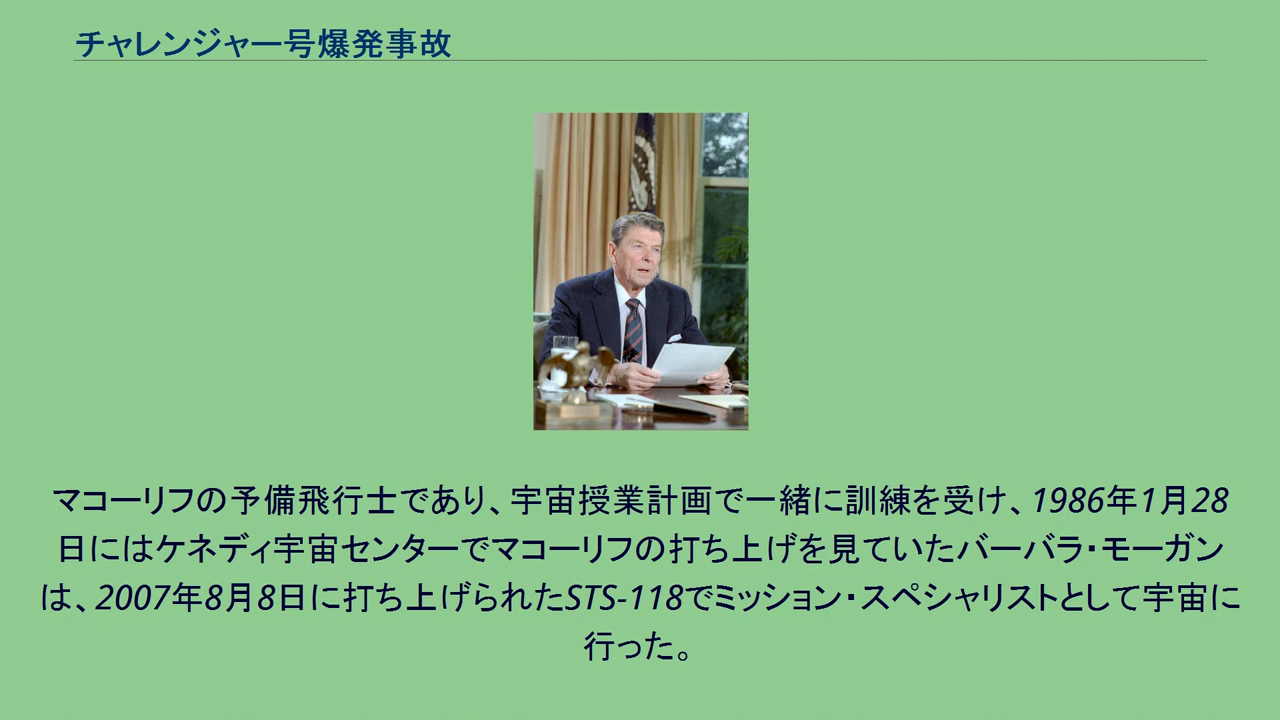 チャレンジャー号爆発事故
マコーリフの予備飛行士であり、宇宙授業計画で一緒に訓練を受け、1986年1月28
日にはケネディ宇宙センターでマコーリフの打ち上げを見ていたバーバラ・モーガン
は、2007年8月8日に打ち上げられたSTS-118でミッション・スペシャリストとして宇宙に
行った。